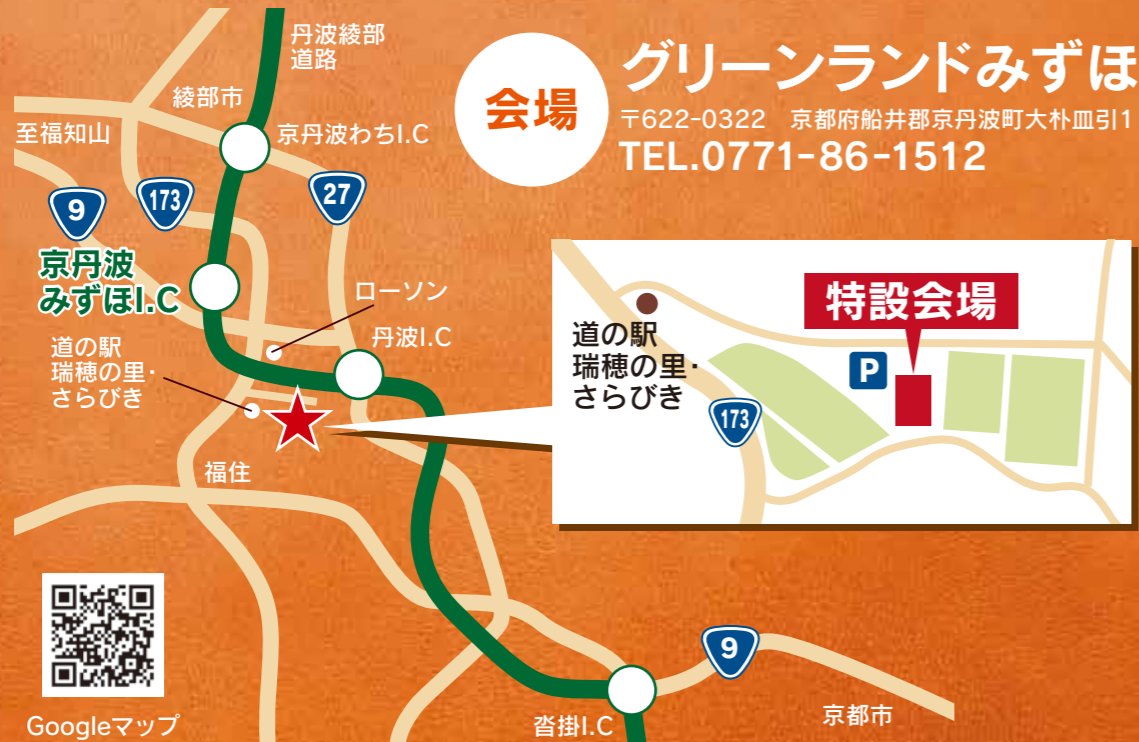 丹波綾部
道路
綾部市
至福知山
京丹波わちI.C
9
173
27
京丹波
みずほI.C
ローソン
丹波I.C
道の駅
瑞穂の里・
さらびき
福住
会場
グリーンランドみずほ
〒622-0322　京都府船井郡京丹波町大朴皿引1
TEL.0771-86-1512
特設会場
道の駅
瑞穂の里・
さらびき
P
173
9
沓掛I.C
京都市
Googleマップ